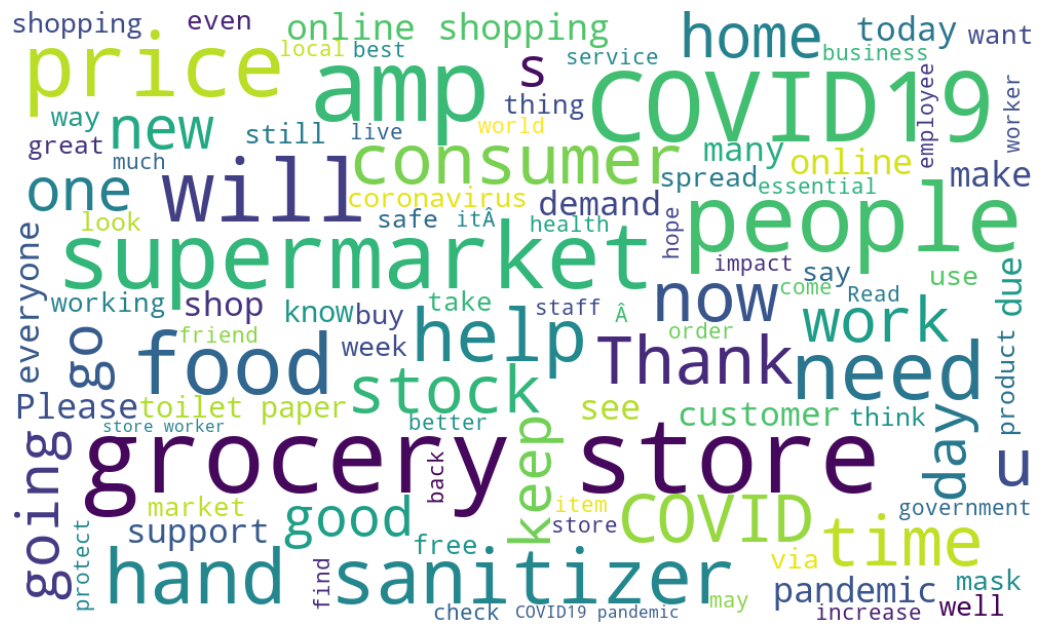 shopping
even
online shopping
home
today
want
price
local
best
amp
s
service
COVID19
business
employee
worker
way
new
still
live
thing
world
great
much
will
consumer
many
online
one
coronavirus
spread
essential
make
look
safe
itÂ
demand
health
people
everyone
supermarket
hope
impact
say
use
due
working
shop
know
buy
take
staff
Â
now
come
Read
work
product
go
friend
food
week
help
order
Thank
need
Please
toilet paper
stock
see
customer
think
day
store worker
better
grocery store
back
keep
u
going
market
support
good
item
store
COVID
government
time
protect
free
via
hand sanitizer
find
may
pandemic
mask
check
COVID19 pandemic
increase
well